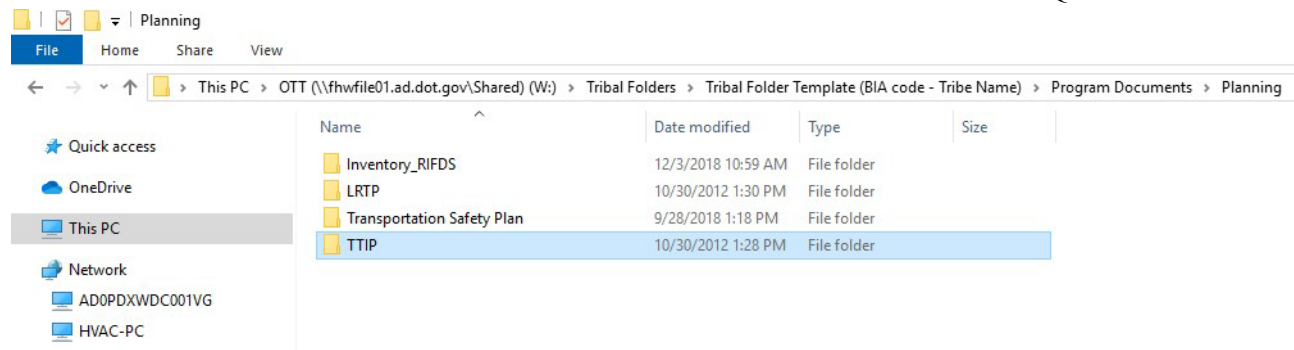 Planning
File Home Share View
This PC > OTT (\\fhwfile01.ad.dot.gov\Shared) (W:) > Tribal Folders > Tribal Folder Template (BIA code - Tribe Name) > Program Documents > Planning
Name Date modified Type Size
Quick access
Inventory_RIFDS 12/3/2018 10:59 AM File folder
OneDrive
LRTP 10/30/2012 1:30 PM File folder
Transportation Safety Plan 9/28/2018 1:18 PM File folder
This PC
TTIP 10/30/2012 1:28 PM File folder
Network
AD0PDXWDC001VG
HVAC-PC